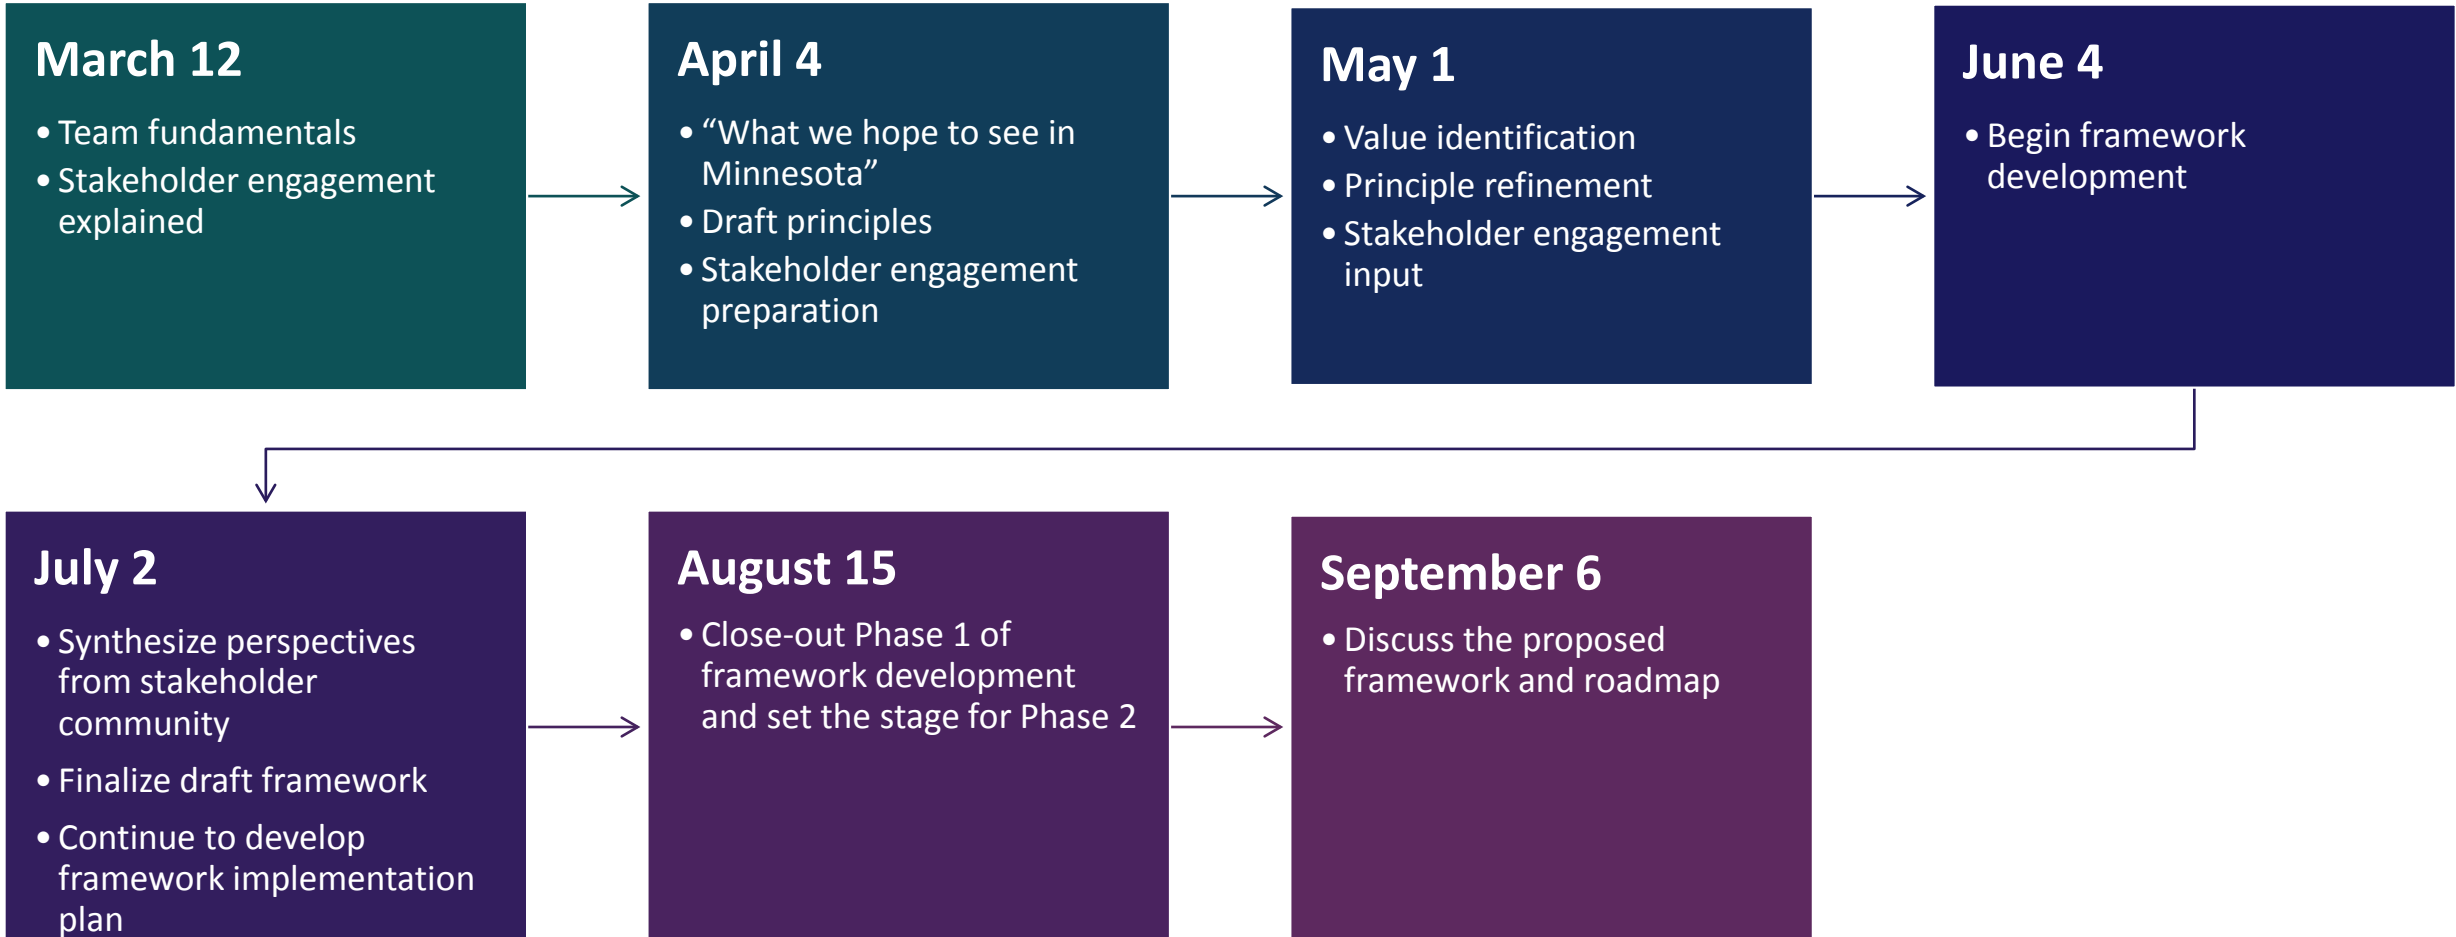 March 12
• Team fundamentals
• Stakeholder engagement
explained
April 4
• “What we hope to see in
Minnesota”
• Draft principles
• Stakeholder engagement
preparation
May 1
• Value identification
• Principle refinement
• Stakeholder engagement
input
June 4
• Begin framework
development
July 2
• Synthesize perspectives
from stakeholder
community
• Finalize draft framework
• Continue to develop
framework implementation
plan
August 15
• Close-out Phase 1 of
framework development
and set the stage for Phase 2
September 6
• Discuss the proposed
framework and roadmap